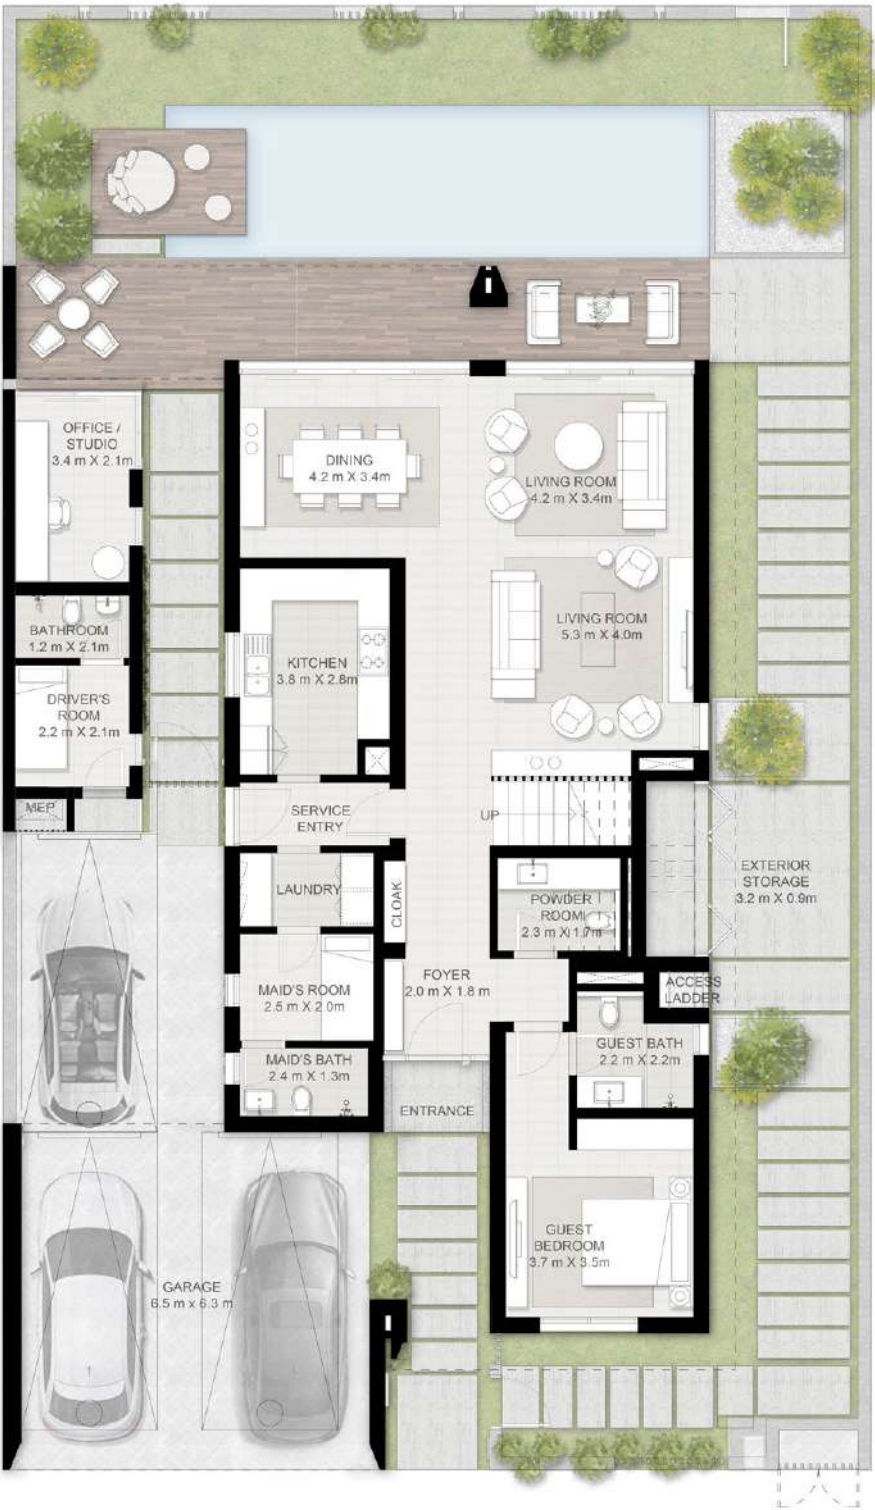 OFFICE /
STUDIO
3.4 m X 2.1m
DINING
4.2 m X 3.4m
LIVING ROOM
4.2 m X 3.4m
BATHROOM
1.2 m X 2.1m
LIVING ROOM
5.3 m X 4.0m
KITCHEN
3.8 m X 2.8m
DRIVER'S
ROOM
2.2 m X 2.1m
MEP
SERVICE
ENTRY
UP
EXTERIOR
STORAGE
3.2 m X 0.9m
LAUNDRY
CLOAK
POWDER
ROOM
2.3 m X 1.7m
MAID'S ROOM
2.5 m X 2.0m
FOYER
2.0 m X 1.8 m
ACCESS
LADDER
MAID'S BATH
2.4 m X 1.3m
GUEST BATH
2.2 m X 2.2m
ENTRANCE
GUEST
BEDROOM
3.7 m X 3.5m
GARAGE
6.5 m x 6.3 m